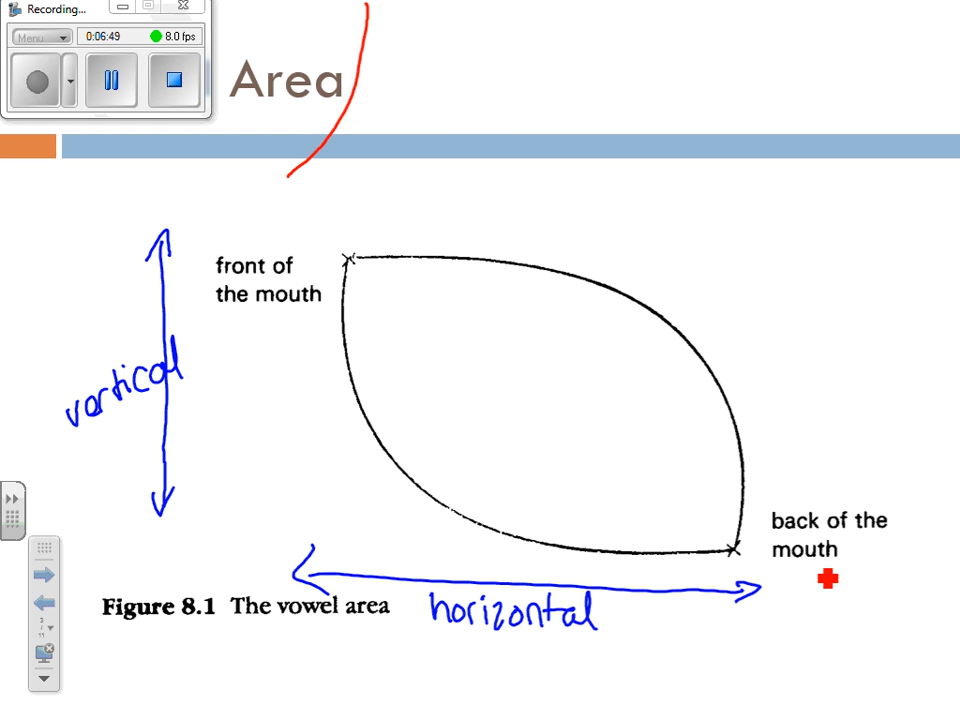 Recording...
Menu
0:06:49
8.0 fps
Area
front of
the mouth
vertical
back of the
mouth
Figure 8.1 The vowel area
horizontal